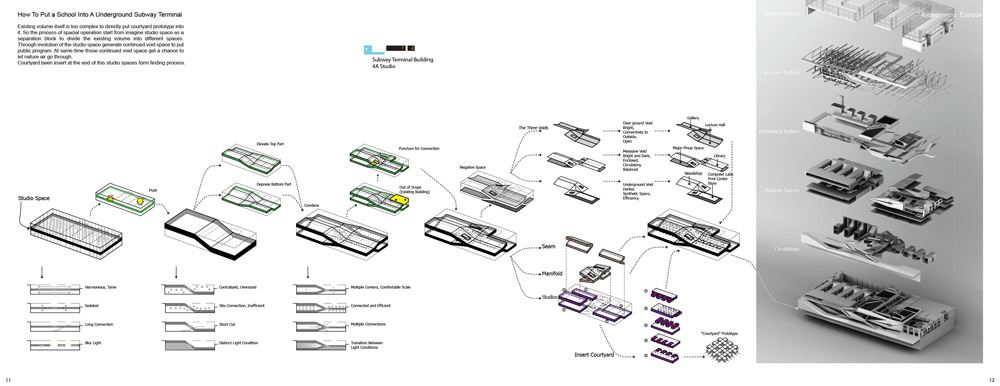 How To Put a School Into A Underground Subway Terminal
Existing volume itself is too complex to directly put courtyard prototype into
it. So the process of spacial operation start from imagine studio space as a
separation block to divide the existing volume into different spaces.
Through evolution of the studio space generate continued void space to put
public program. At same time those continued void space get a chance to
let nature air go through.
Courtyard been insert at the end of this studio spaces form finding process.
Subway Terminal Building
4A Studio
Axonometric Explode
Structure System
Mechanical System
Program Space
Circulations
Studio Space
Push
Elevate Top Part
Depress Bottom Part
Combine
Puncture for Connection
Out of Scope
(Existing Building)
Negative Space
The Three Voids
Over-ground Void
Bright,
Connectivity to
Outside,
Open
Massive Void
Bright and Dark,
Enclosed,
Circulatory,
Balanced
Underground Void
Darker,
Synthetic Space,
Efficiency
Gallery
Lecture Hall
Major Pinup Space
Library
Woodshop
Computer Labs
Print Center
Store
Seam
Manifold
Studios
Insert Courtyard
"Courtyard" Prototype
Harmonious, Tame
Isolated
Long Connection
Blur Light
Centralized, Oversized
Silo Connection, Inefficient
Short Cut
Distinct Light Condition
Multiple Centers, Comfortable Scale
Connected and Efficient
Multiple Connections
Transition Between
Light Conditions
11
12